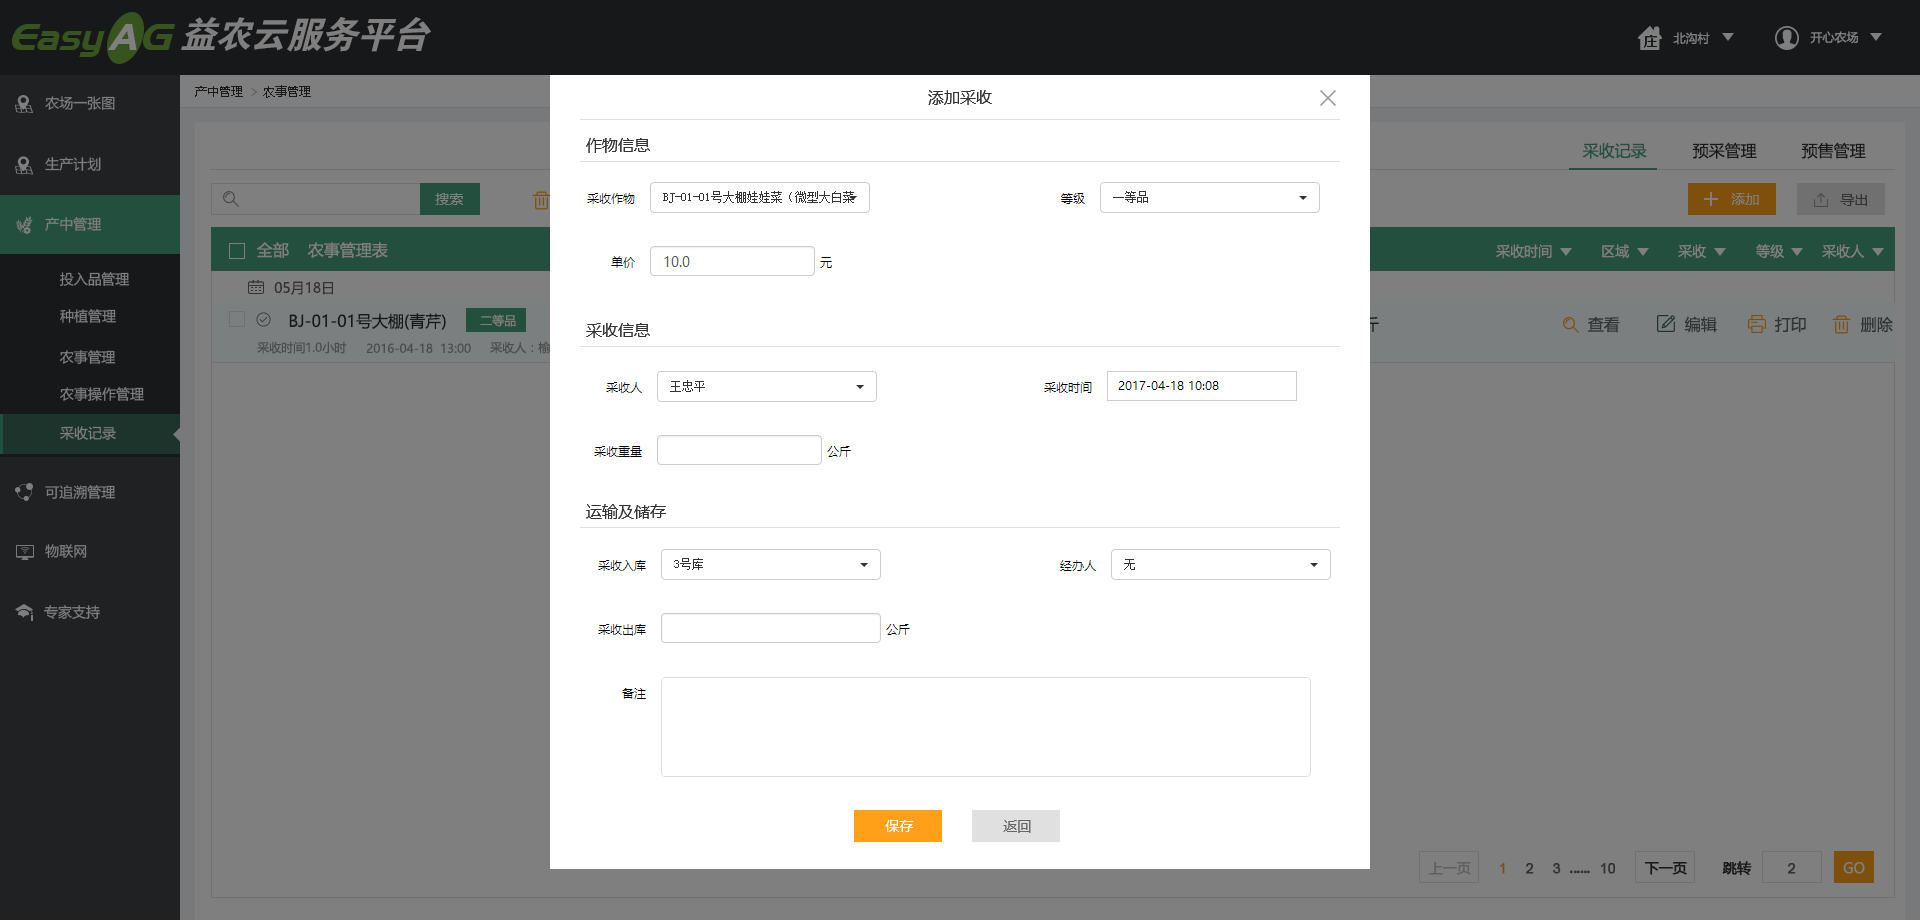 EasyAG 益农云服务平台
北沟村
开心农场
农场一张图
生产计划
产中管理
投入品管理
种植管理
农事管理
农事操作管理
采收记录
可追溯管理
物联网
专家支持
产中管理 > 农事管理
采收记录 预采管理 预售管理
搜索
添加 导出
全部 农事管理表 采收时间 区域 采收 等级 采收人
05月18日
BJ-01-01号大棚(青芹) 二等品 斤 查看 编辑 打印 删除
采收时间1.0小时 2016-04-18 13:00 采收人：榆
添加采收
作物信息
采收作物 BJ-01-01号大棚娃娃菜（微型大白菜 等级 一等品
单价 10.0 元
采收信息
采收人 王忠平 采收时间 2017-04-18 10:08
采收重量 公斤
运输及储存
采收入库 3号库 经办人 无
采收出库 公斤
备注
保存 返回
上一页 1 2 3 ...... 10 下一页 跳转 2 GO